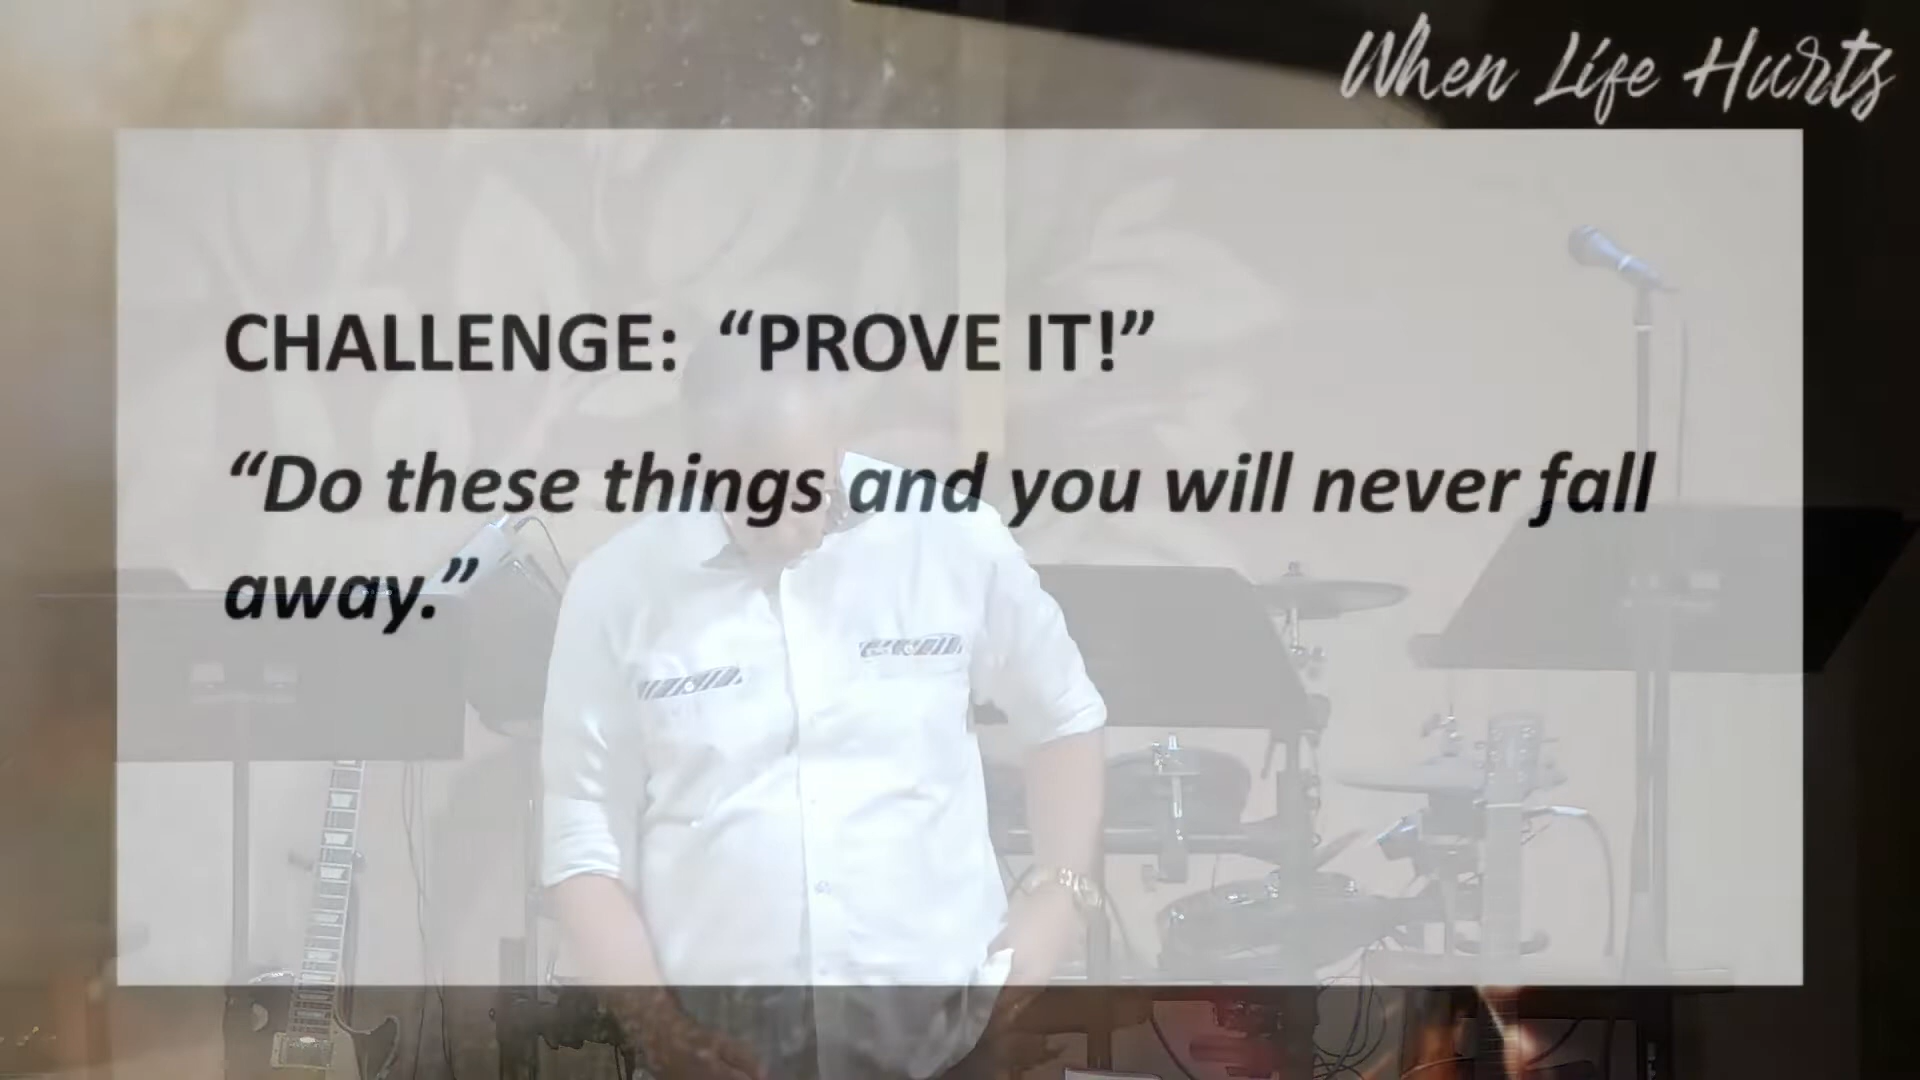 When Life Hurts
CHALLENGE:  “PROVE IT!”
“Do these things and you will never fall
away.”